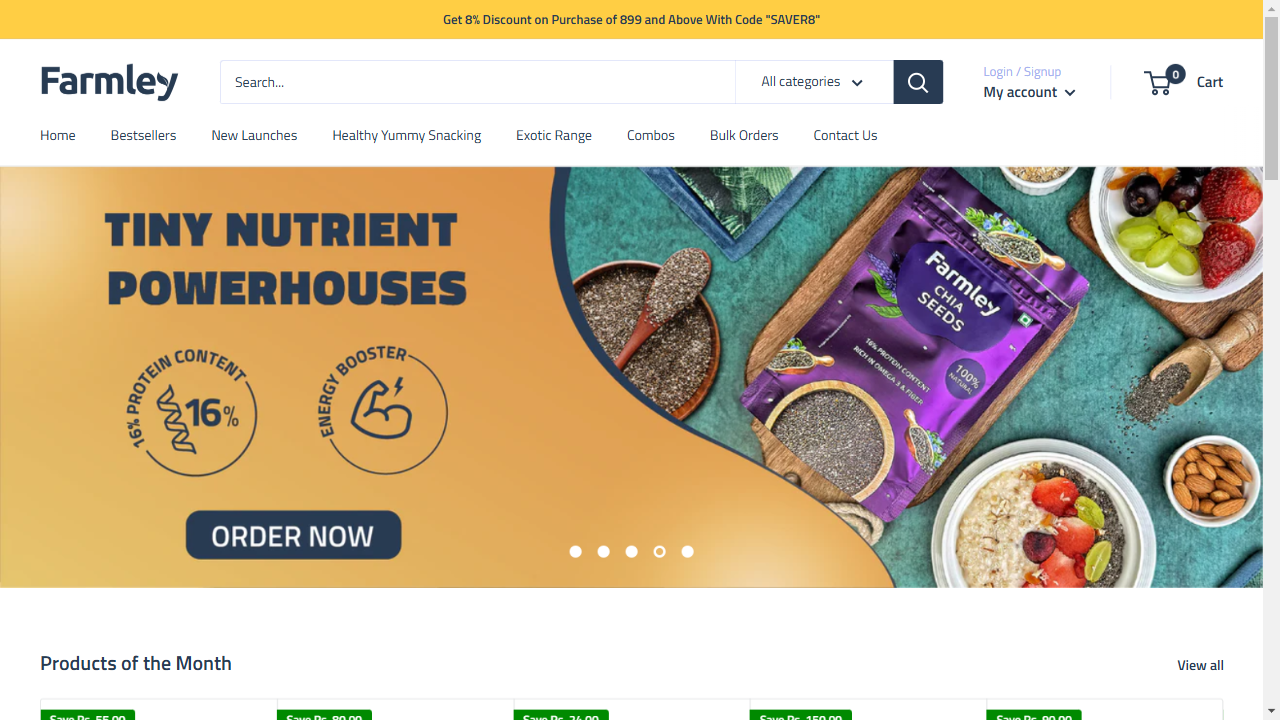 Get 8% Discount on Purchase of 899 and Above With Code "SAVER8"
Farmley
Search...
All categories
Login / Signup
My account
0
Cart
Home
Bestsellers
New Launches
Healthy Yummy Snacking
Exotic Range
Combos
Bulk Orders
Contact Us
TINY NUTRIENT
POWERHOUSES
16% PROTEIN CONTENT
16%
ENERGY BOOSTER
ORDER NOW
Farmley
CHIA
SEEDS
16% PROTEIN CONTENT
RICH IN OMEGA 3 & FIBER
100%
NATURAL
Products of the Month
View all
Save Rs. 55.00
Save Rs. 80.00
Save Rs. 24.00
Save Rs. 150.00
Save Rs. 90.00